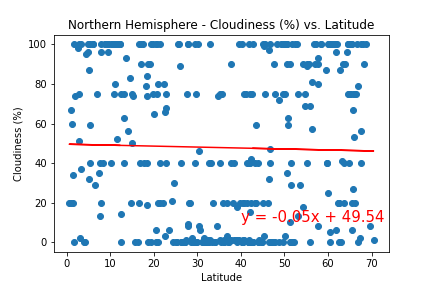 Northern Hemisphere - Cloudiness (%) vs. Latitude
Cloudiness (%)
100
80
60
40
20
0
y = -0.05x + 49.54
0 10 20 30 40 50 60 70
Latitude